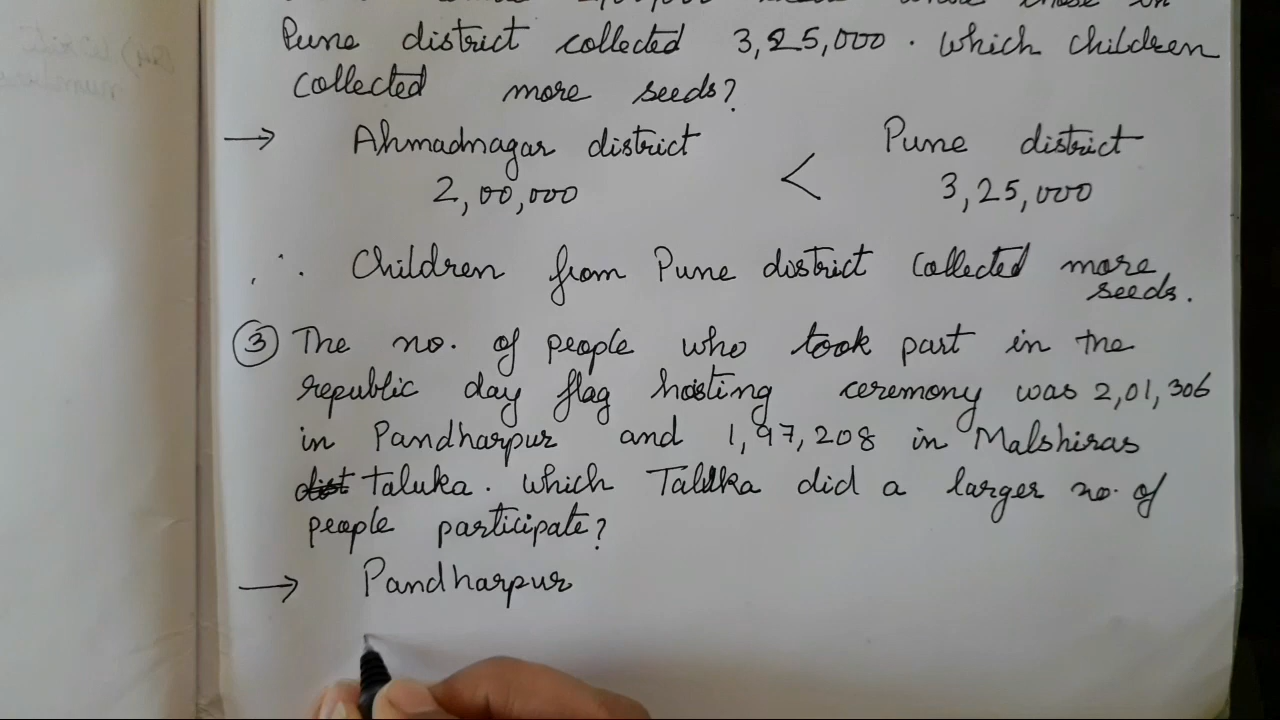 Pune district collected 3,25,000. Which children
collected more seeds?
→ Ahmadnagar district < Pune district
2,00,000 3,25,000
∴ Children from Pune district collected more
seeds.
③ The no. of people who took part in the
republic day flag hoisting ceremony was 2,01,306
in Pandharpur and 1,97,208 in Malshiras
taluka. Which Taluka did a larger no. of
people participate?
→ Pandharpur